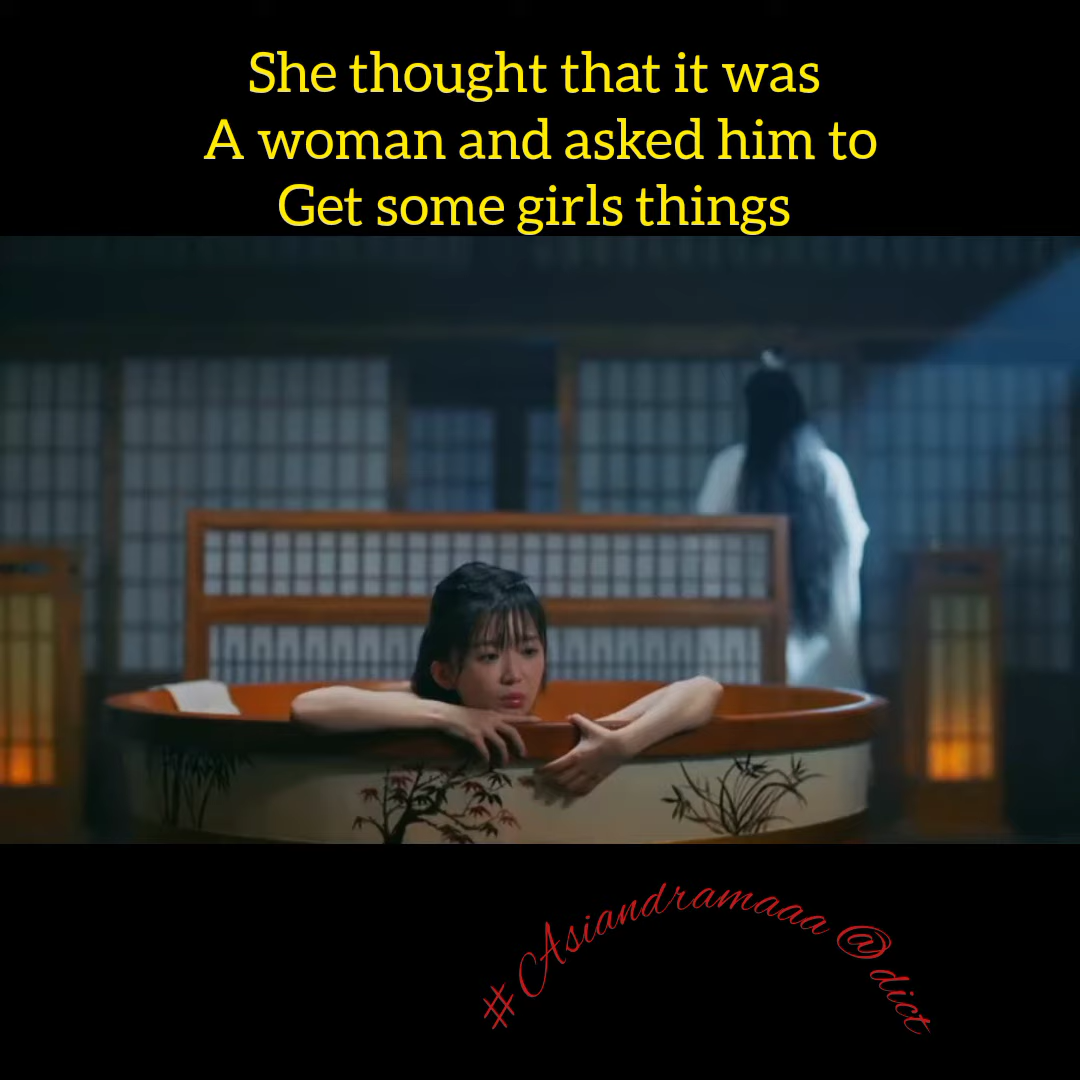 She thought that it was
A woman and asked him to
Get some girls things
# Asiandramaaa @ dict